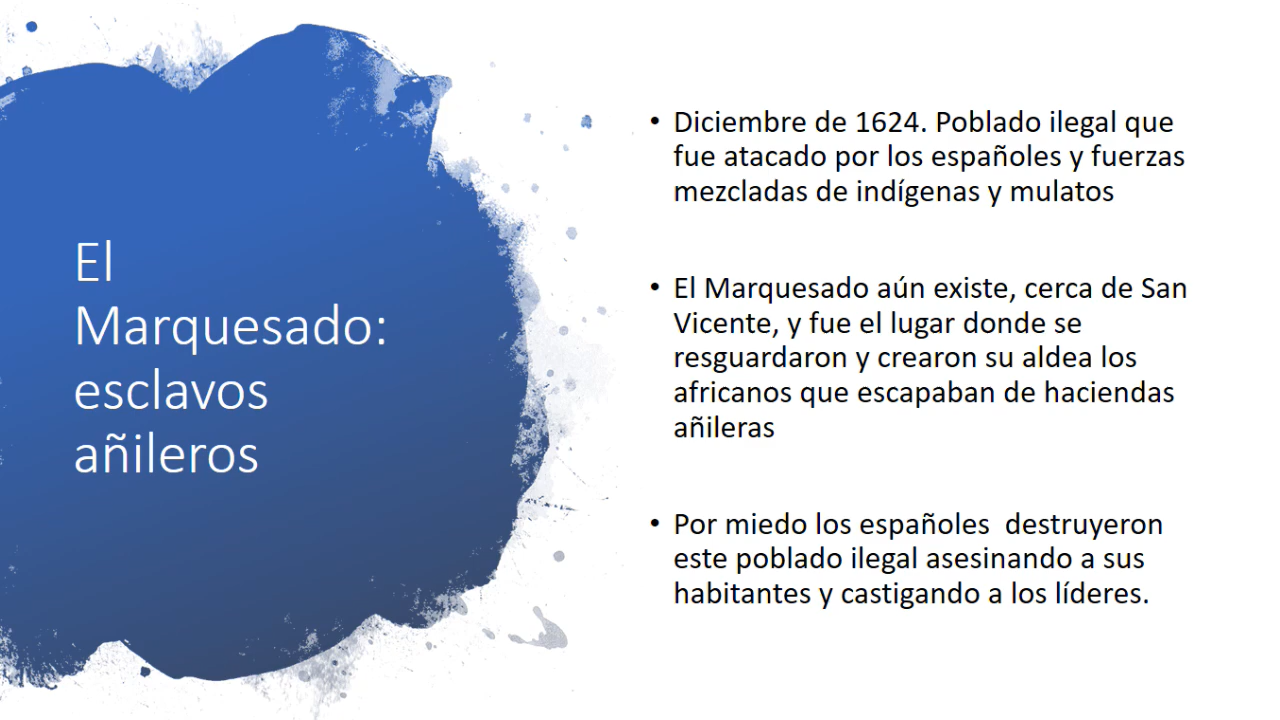 El
Marquesado:
esclavos
añileros
• Diciembre de 1624. Poblado ilegal que
fue atacado por los españoles y fuerzas
mezcladas de indígenas y mulatos
• El Marquesado aún existe, cerca de San
Vicente, y fue el lugar donde se
resguardaron y crearon su aldea los
africanos que escapaban de haciendas
añileras
• Por miedo los españoles  destruyeron
este poblado ilegal asesinando a sus
habitantes y castigando a los líderes.